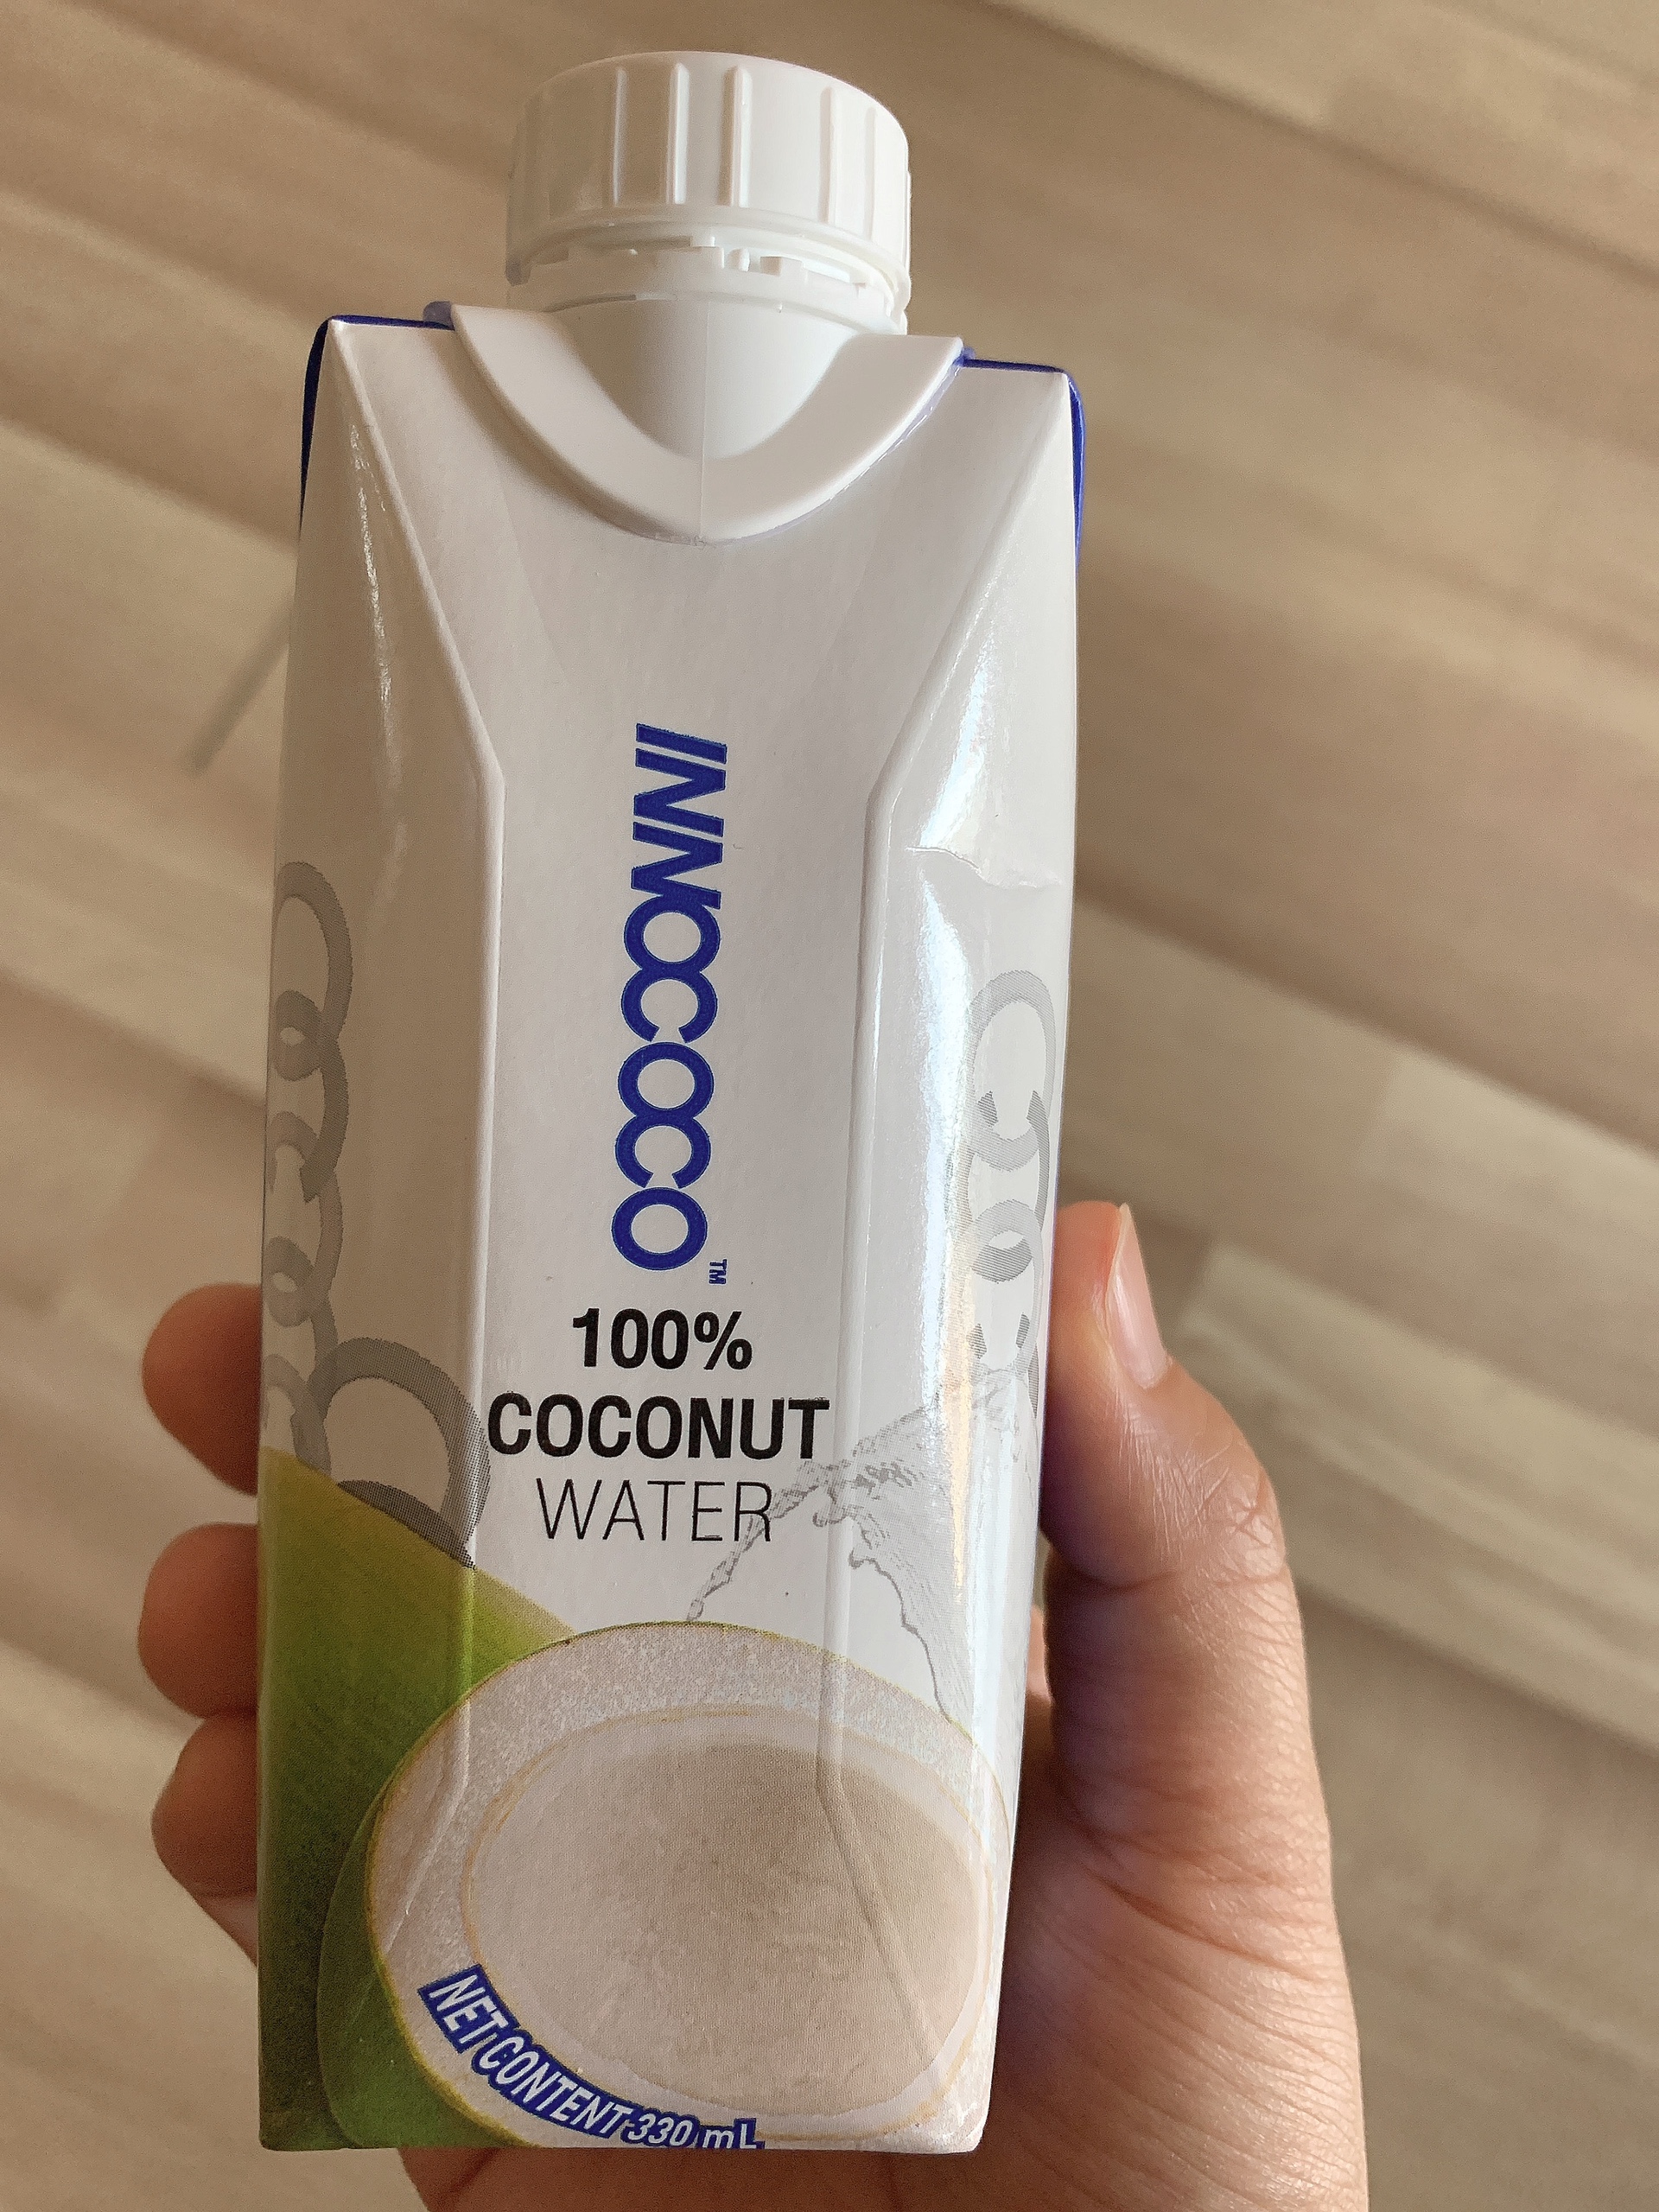 INNOCOCO™
100%
COCONUT
WATER
NET CONTENT 330 mL